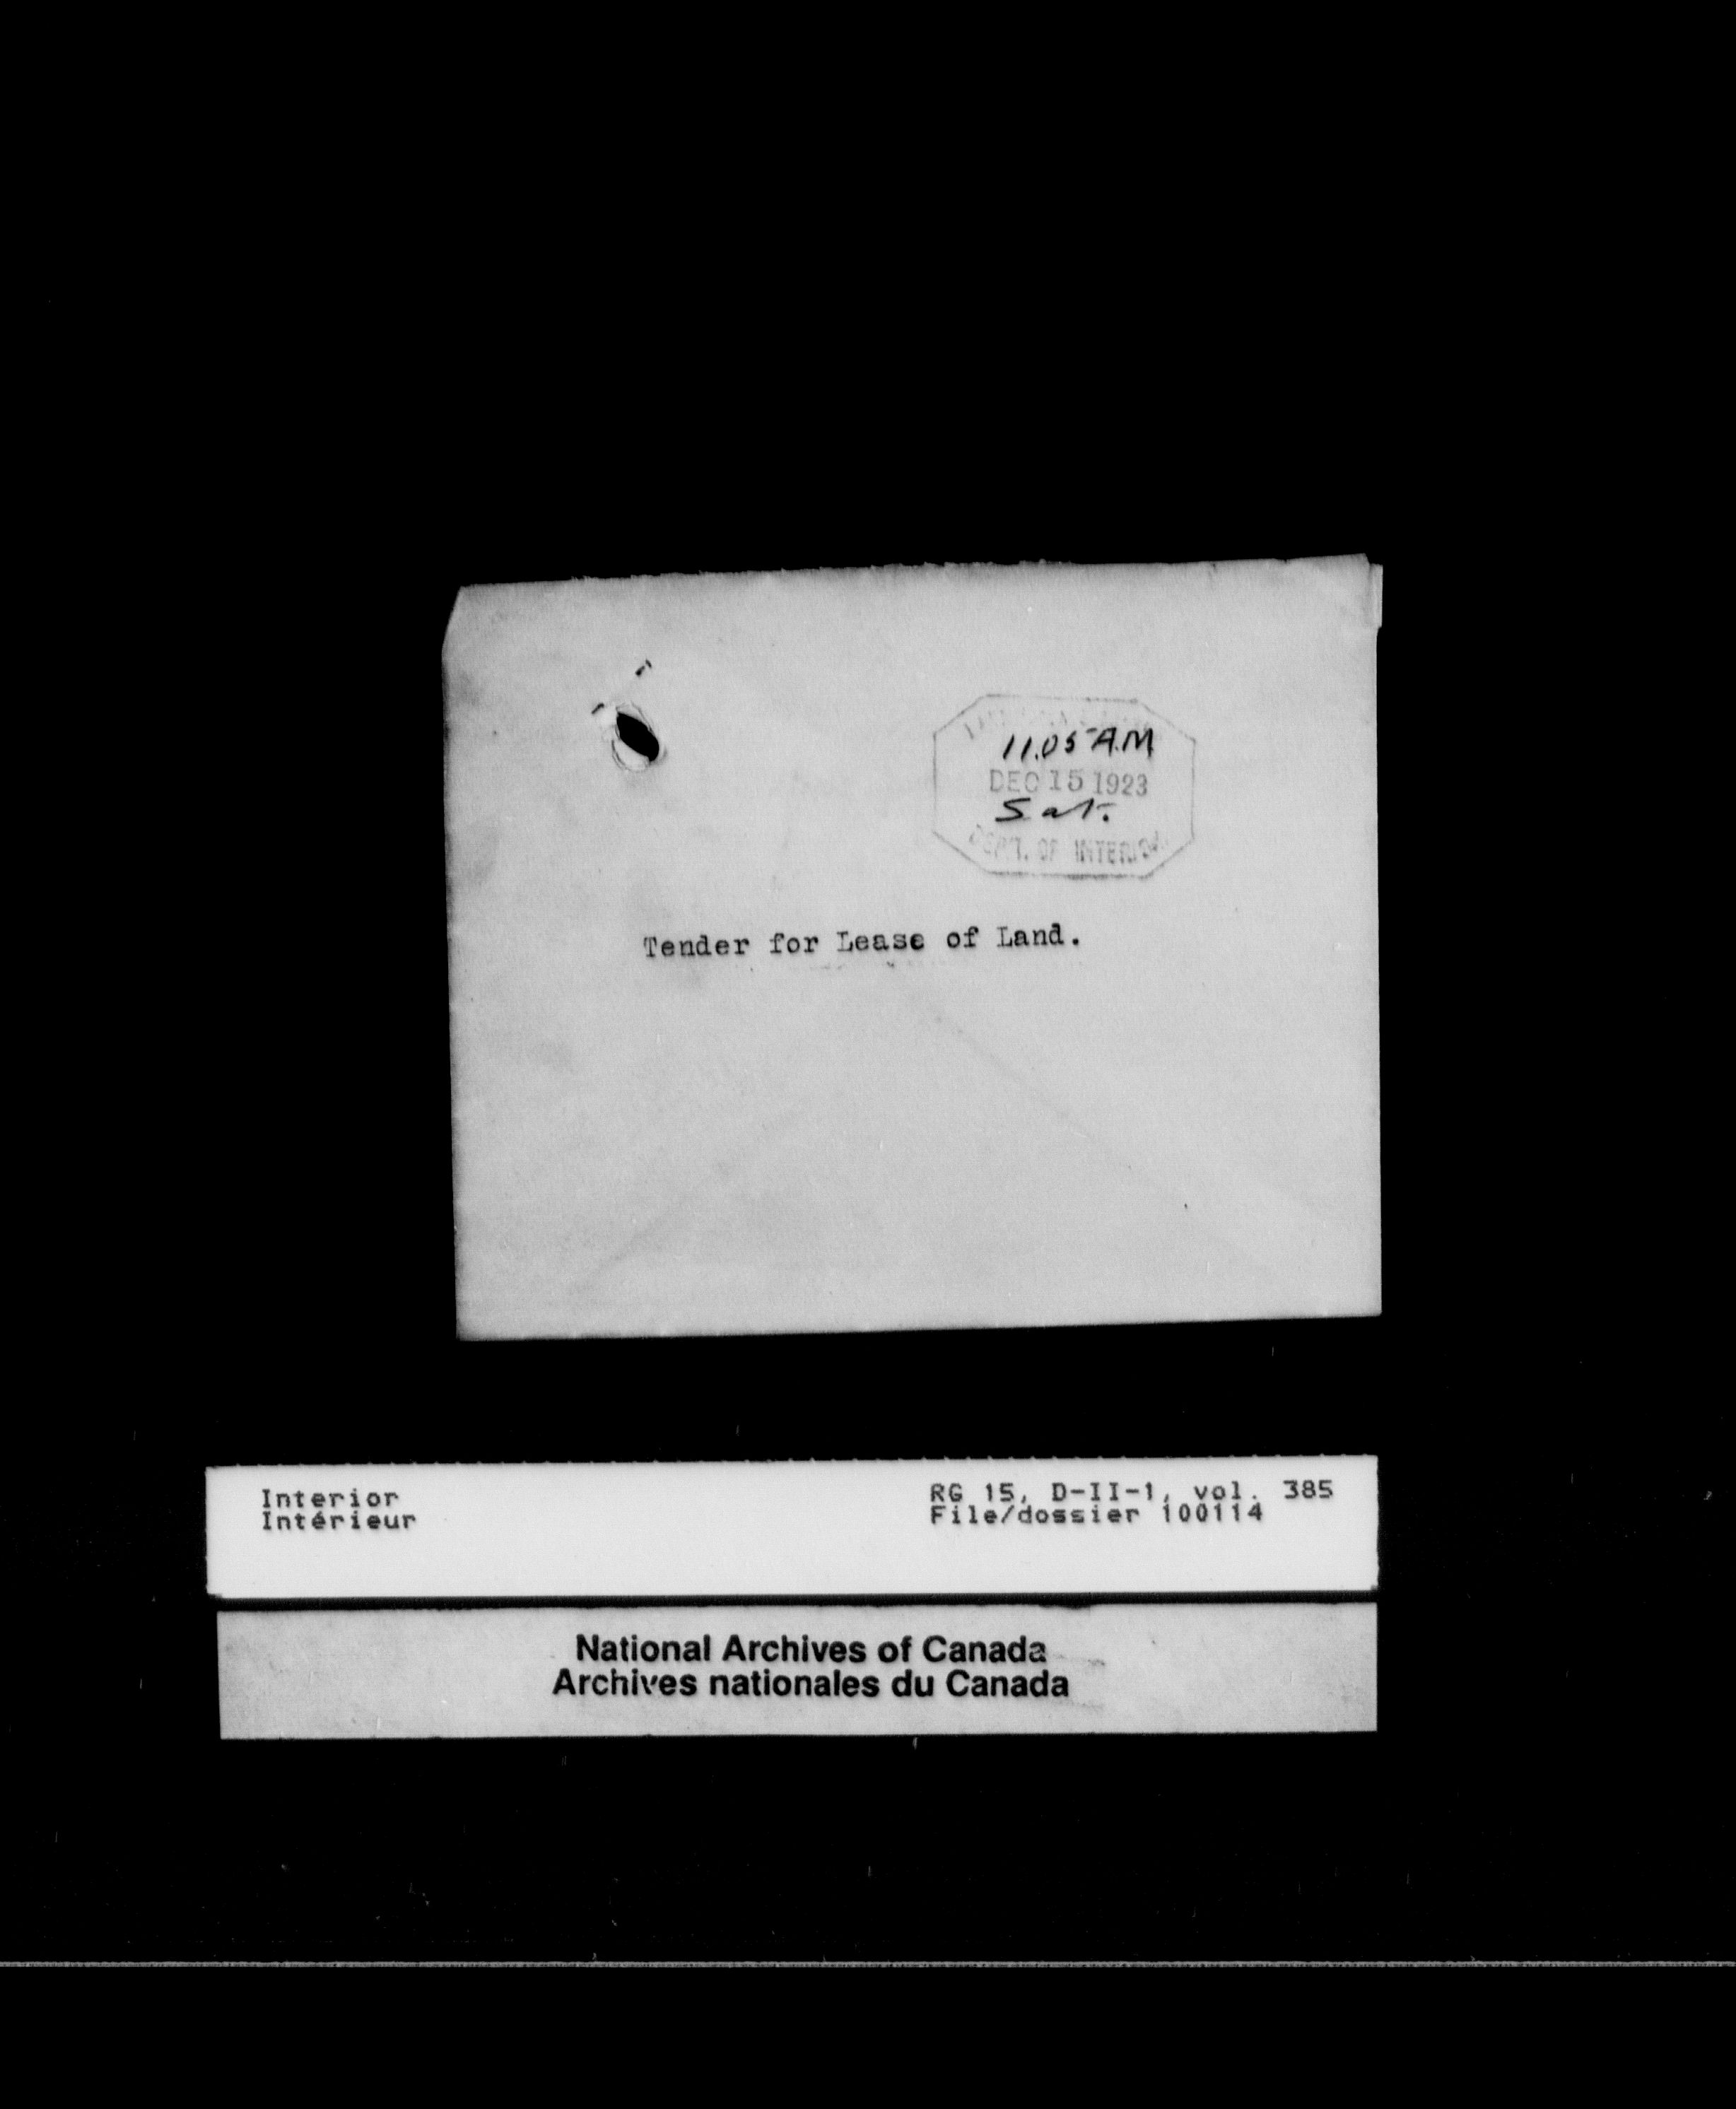 11.05 A.M
DEC 15 1923
Sat.
DEPT. OF INTERIOR
Tender for Lease of Land.
Interior
Intérieur
RG 15, D-II-1, vol. 385
File/dossier 100114
National Archives of Canada
Archives nationales du Canada